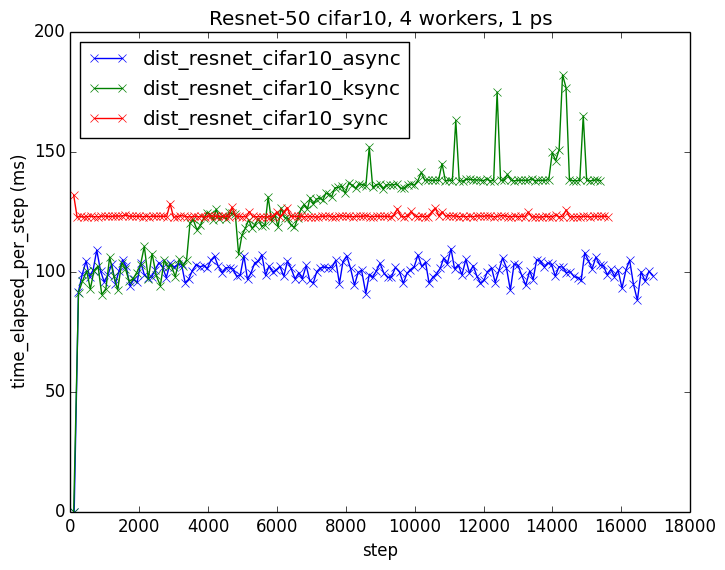 Resnet-50 cifar10, 4 workers, 1 ps
dist_resnet_cifar10_async
dist_resnet_cifar10_ksync
dist_resnet_cifar10_sync
time_elapsed_per_step (ms)
200
150
100
50
0
0 2000 4000 6000 8000 10000 12000 14000 16000 18000
step